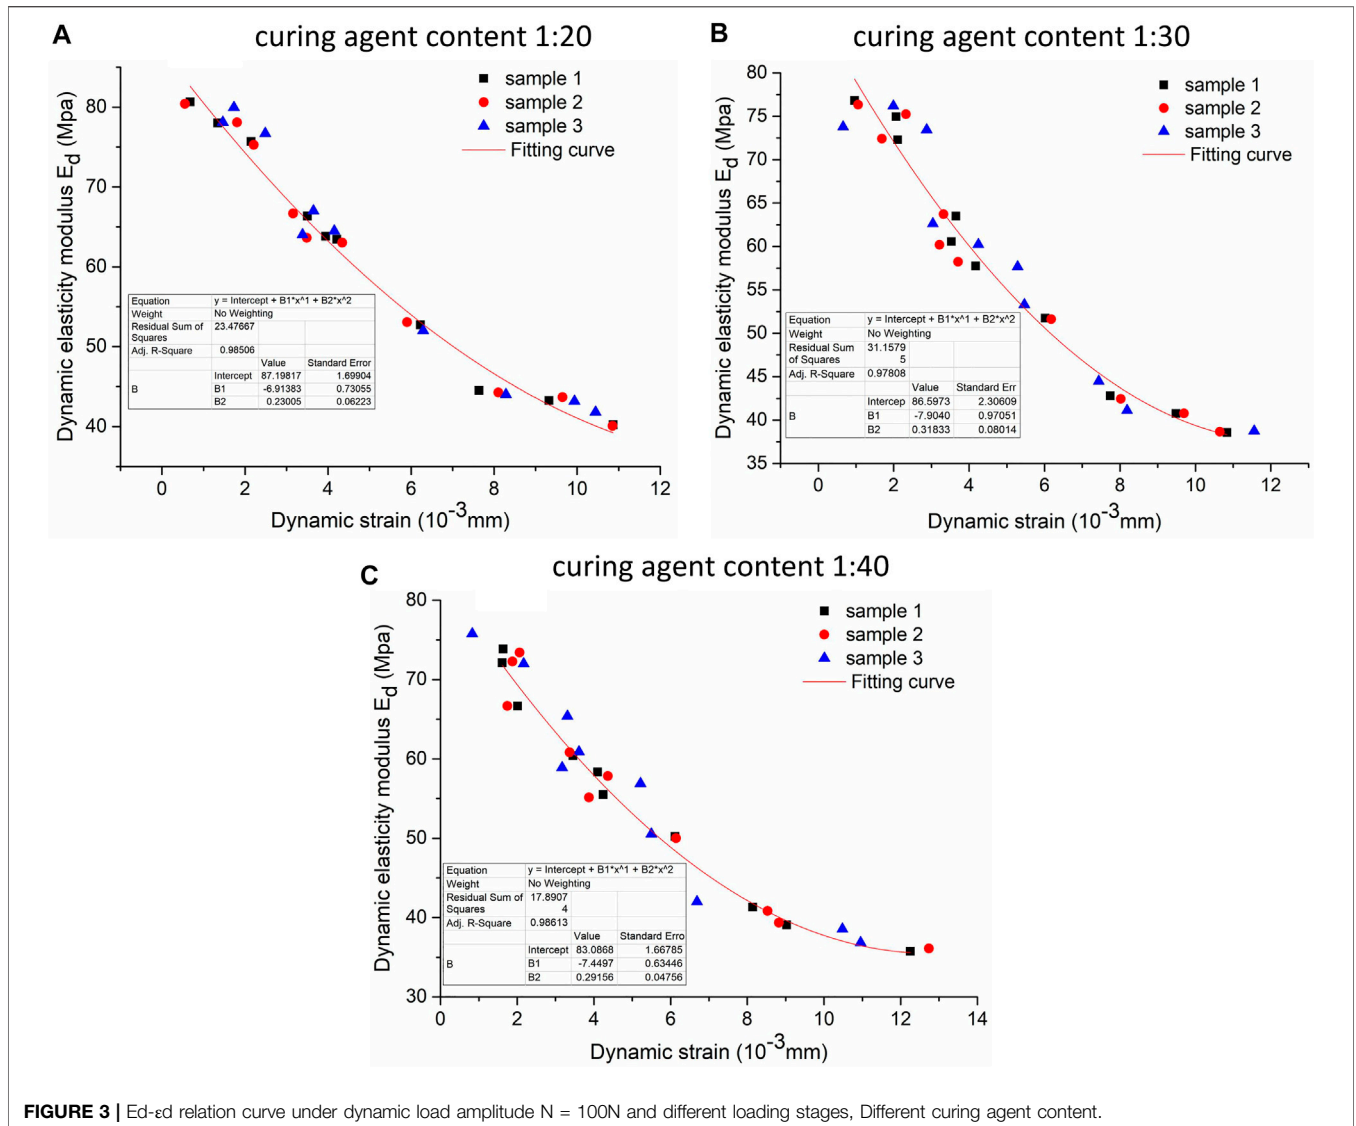 A
curing agent content 1:20
Dynamic elasticity modulus Ed (Mpa)
80
70
60
50
40
sample 1
sample 2
sample 3
Fitting curve
Equation y = Intercept + B1*x^1 + B2*x^2
Weight No Weighting
Residual Sum of Squares 23.47667
Adj. R-Square 0.98506
Value Standard Error
Intercept 87.19817 1.69904
B B1 -6.91383 0.73055
B2 0.23005 0.06223
0 2 4 6 8 10 12
Dynamic strain (10-3mm)
B
curing agent content 1:30
Dynamic elasticity modulus Ed (Mpa)
80
75
70
65
60
55
50
45
40
35
sample 1
sample 2
sample 3
Fitting curve
Equation y = Intercept + B1*x^1 + B2*x^2
Weight No Weighting
Residual Sum of Squares 31.1579 5
Adj. R-Square 0.97808
Value Standard Err
Intercep 86.5973 2.30609
B B1 -7.9040 0.97051
B2 0.31833 0.08014
0 2 4 6 8 10 12
Dynamic strain (10-3mm)
C
curing agent content 1:40
Dynamic elasticity modulus Ed (Mpa)
80
70
60
50
40
30
sample 1
sample 2
sample 3
Fitting curve
Equation y = Intercept + B1*x^1 + B2*x^2
Weight No Weighting
Residual Sum of Squares 17.8907 4
Adj. R-Square 0.98613
Value Standard Erro
Intercept 83.0868 1.66785
B B1 -7.4497 0.63446
B2 0.29156 0.04756
0 2 4 6 8 10 12 14
Dynamic strain (10-3mm)
FIGURE 3 | Ed-εd relation curve under dynamic load amplitude N = 100N and different loading stages, Different curing agent content.